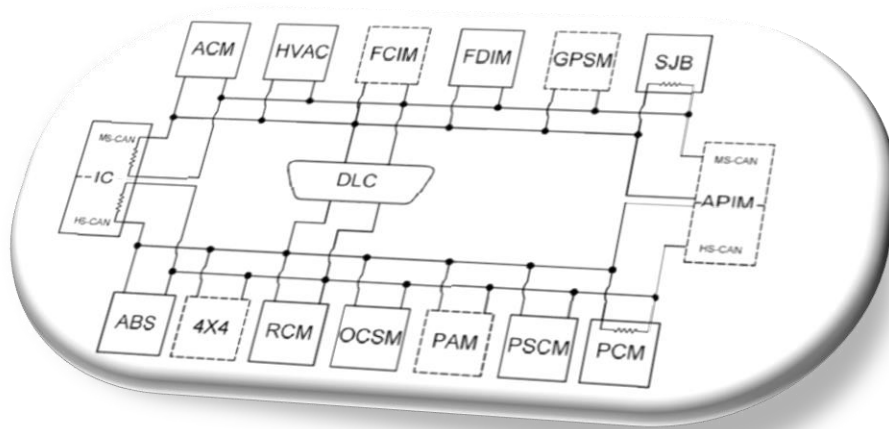 ACM
HVAC
FCIM
FDIM
GPSM
SJB
MS-CAN
IC
HS-CAN
DLC
MS-CAN
APIM
HS-CAN
ABS
4X4
RCM
OCSM
PAM
PSCM
PCM